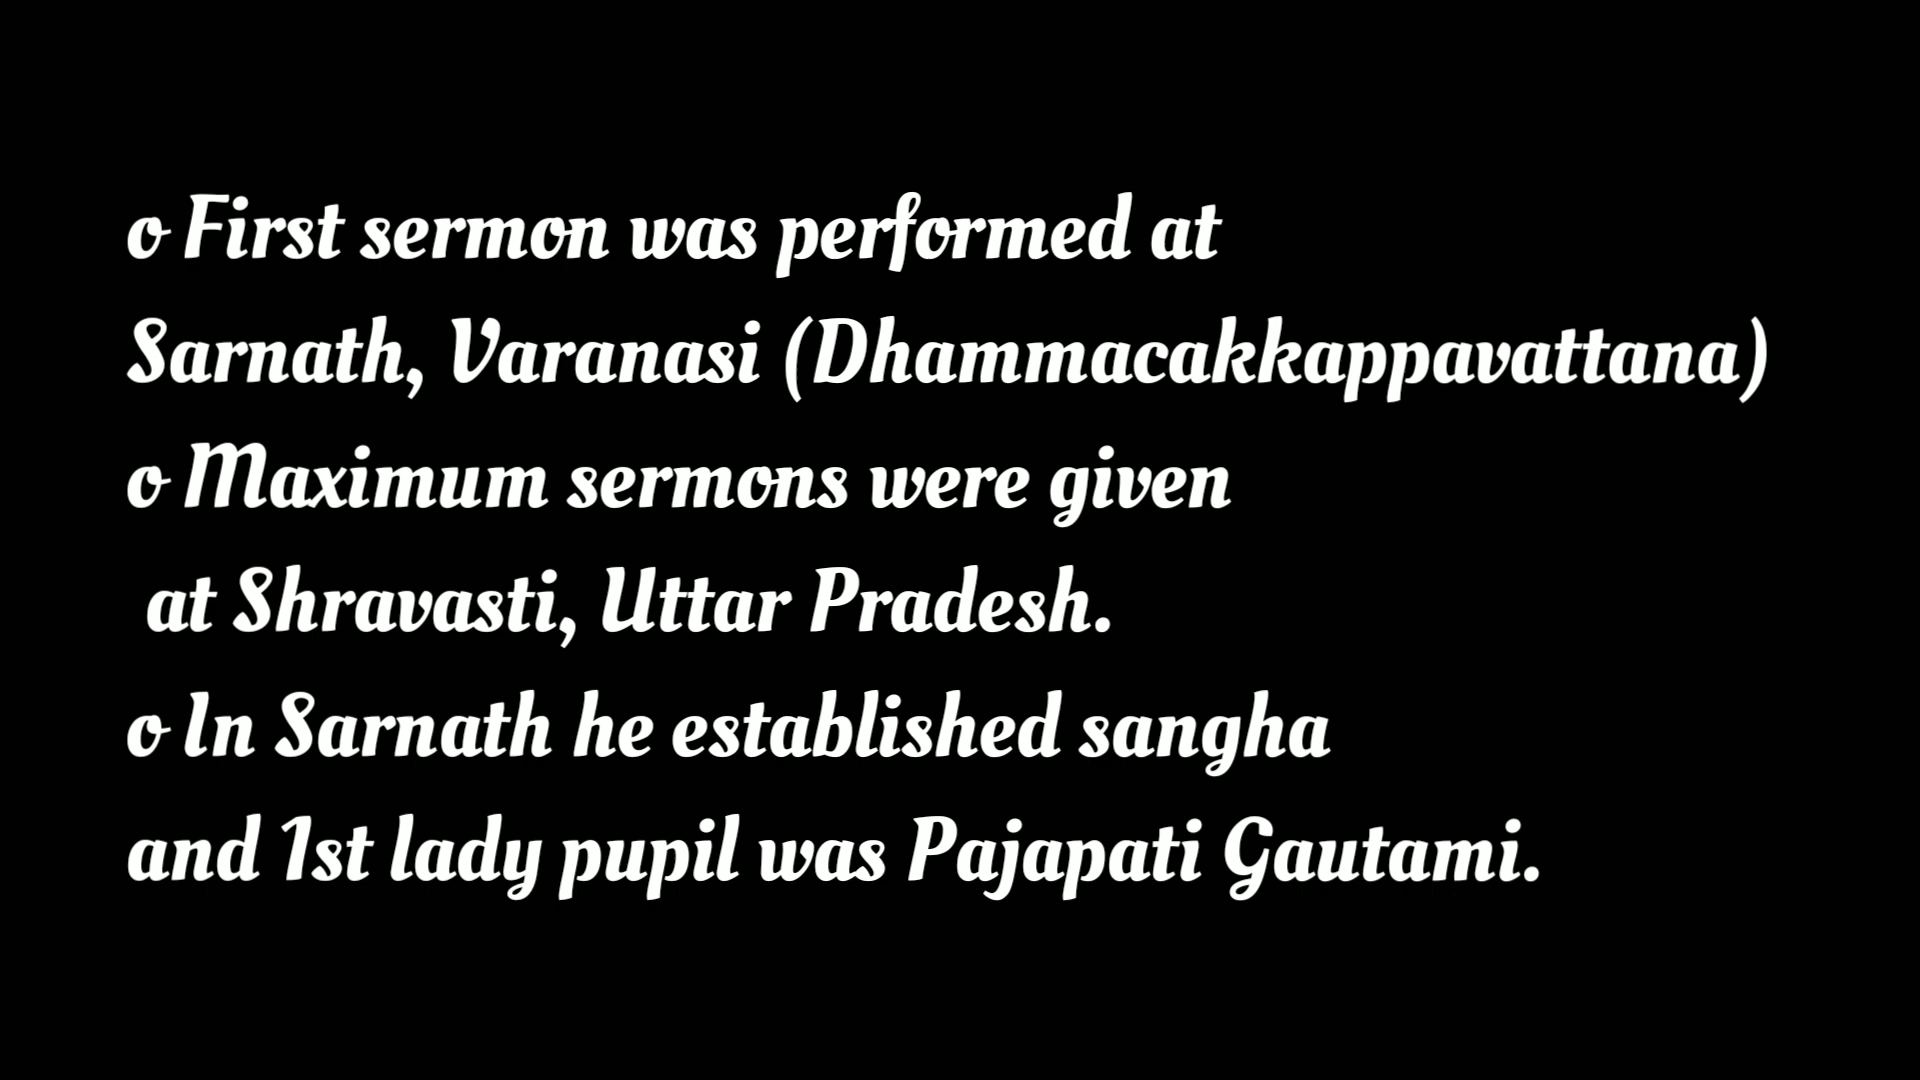 o First sermon was performed at
Sarnath, Varanasi (Dhammacakkappavattana)
o Maximum sermons were given
at Shravasti, Uttar Pradesh.
o In Sarnath he established sangha
and 1st lady pupil was Pajapati Gautami.